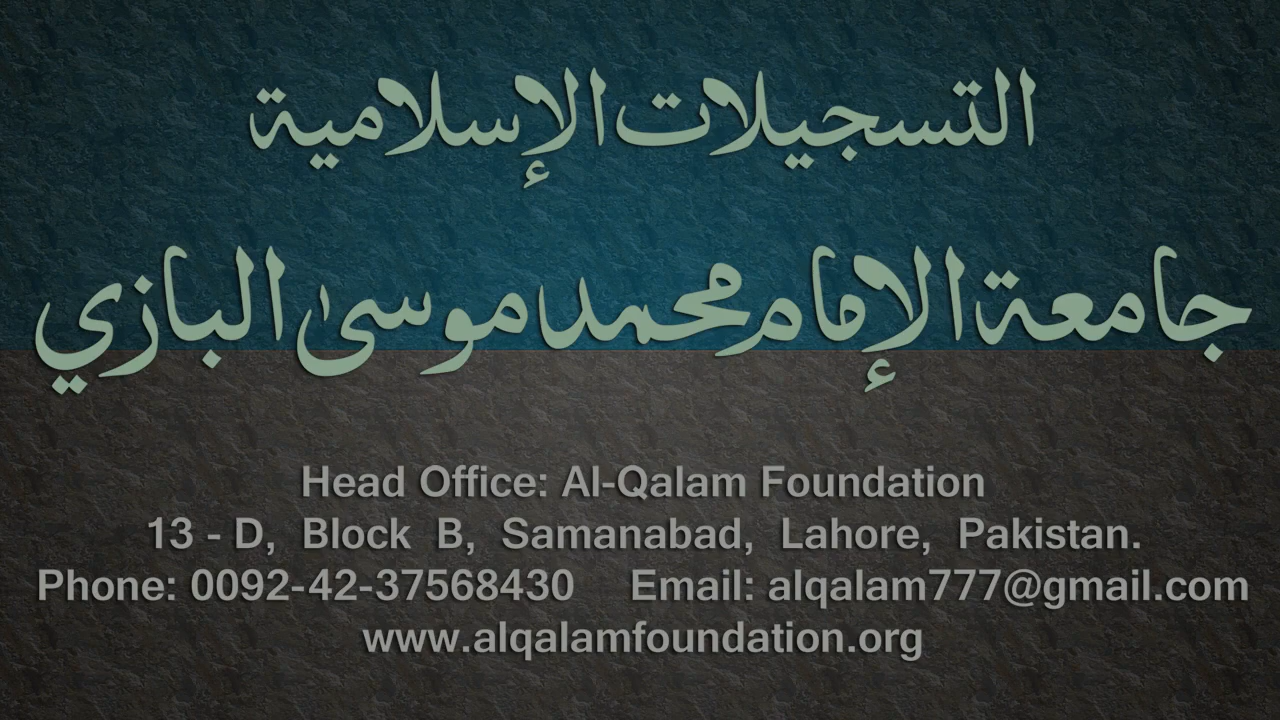 التسجيلات الإسلامية
جامعة الإمام محمد موسىٰ البازي
Head Office: Al-Qalam Foundation
13 - D, Block B, Samanabad, Lahore, Pakistan.
Phone: 0092-42-37568430 Email: alqalam777@gmail.com
www.alqalamfoundation.org